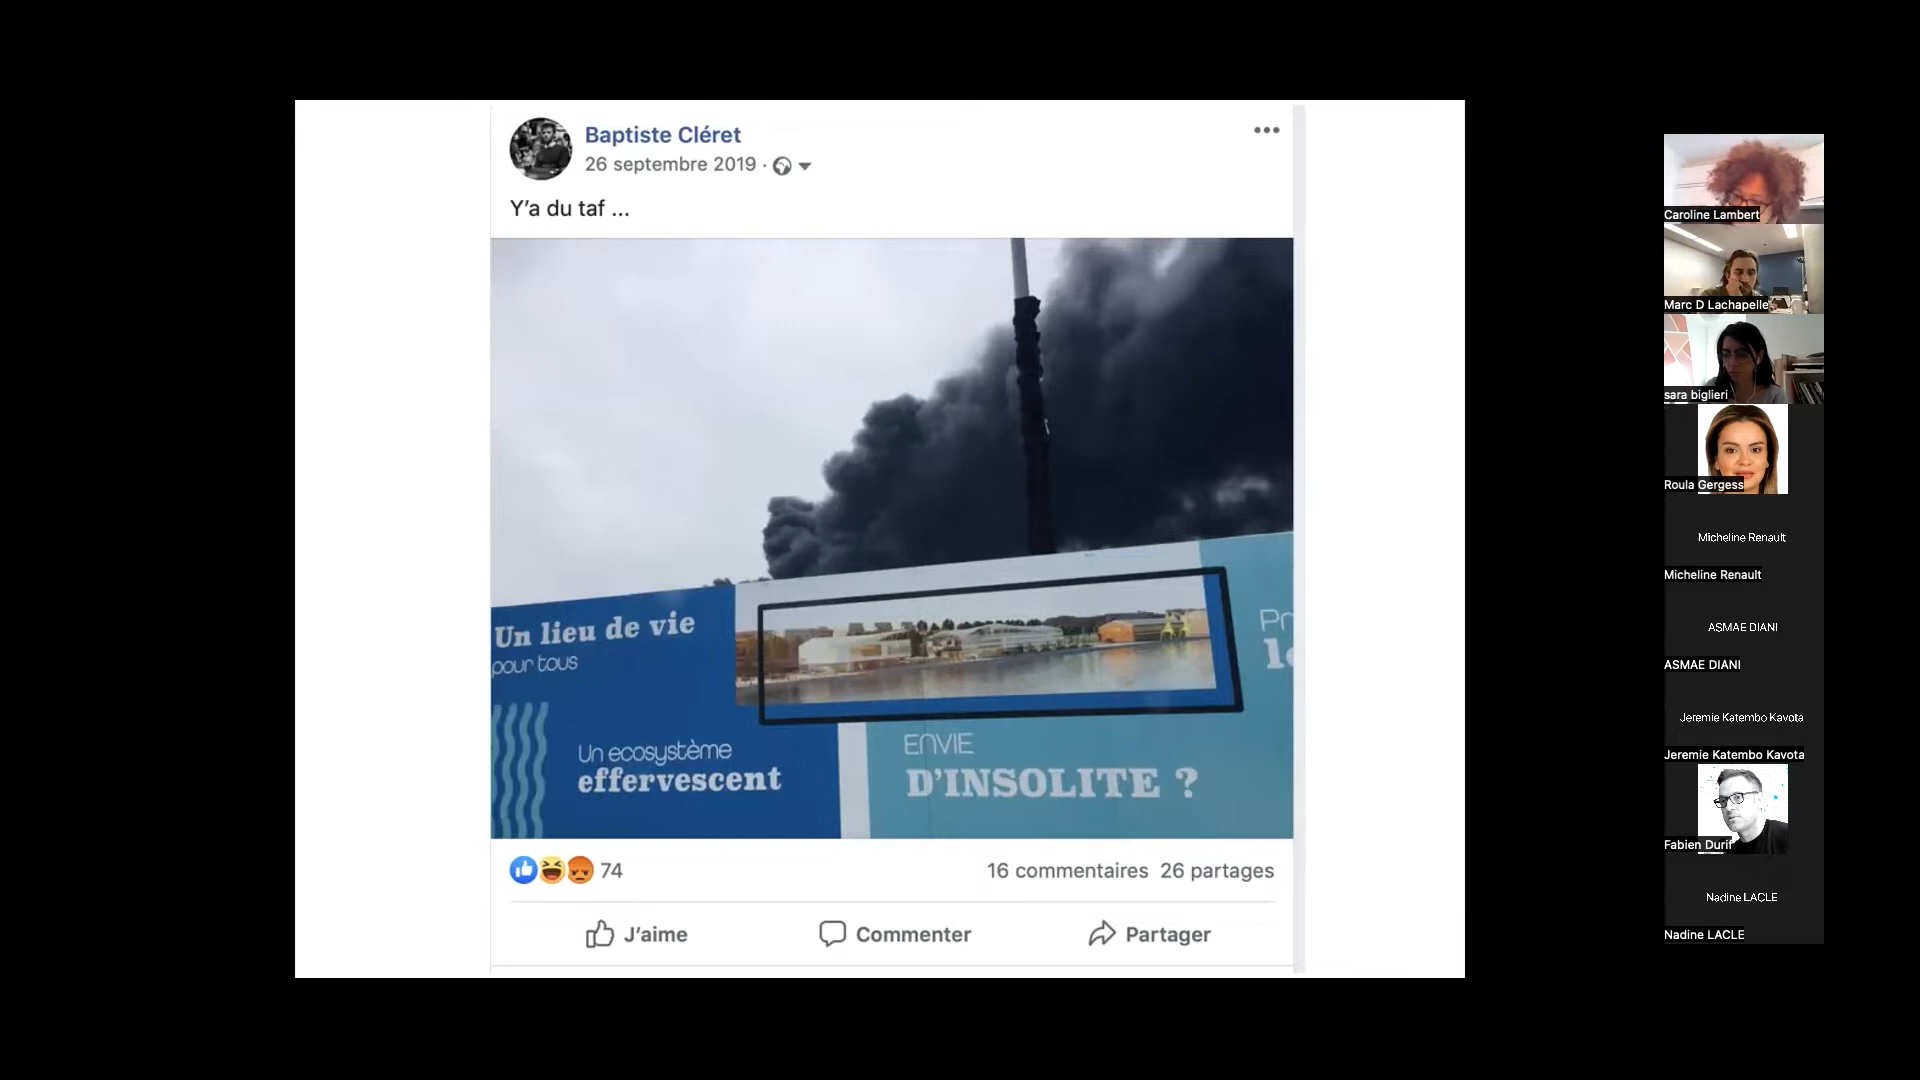 Baptiste Cléret
26 septembre 2019 ·
Y’a du taf ...
Un lieu de vie
pour tous
Un ecosystème
effervescent
ENVIE
D'INSOLITE ?
74
16 commentaires 26 partages
J’aime
Commenter
Partager
Caroline Lambert
Marc D Lachapelle
sara biglieri
Roula Gergess
Micheline Renault
Micheline Renault
ASMAE DIANI
ASMAE DIANI
Jeremie Katembo Kavota
Jeremie Katembo Kavota
Fabien Durif
Nadine LACLE
Nadine LACLE